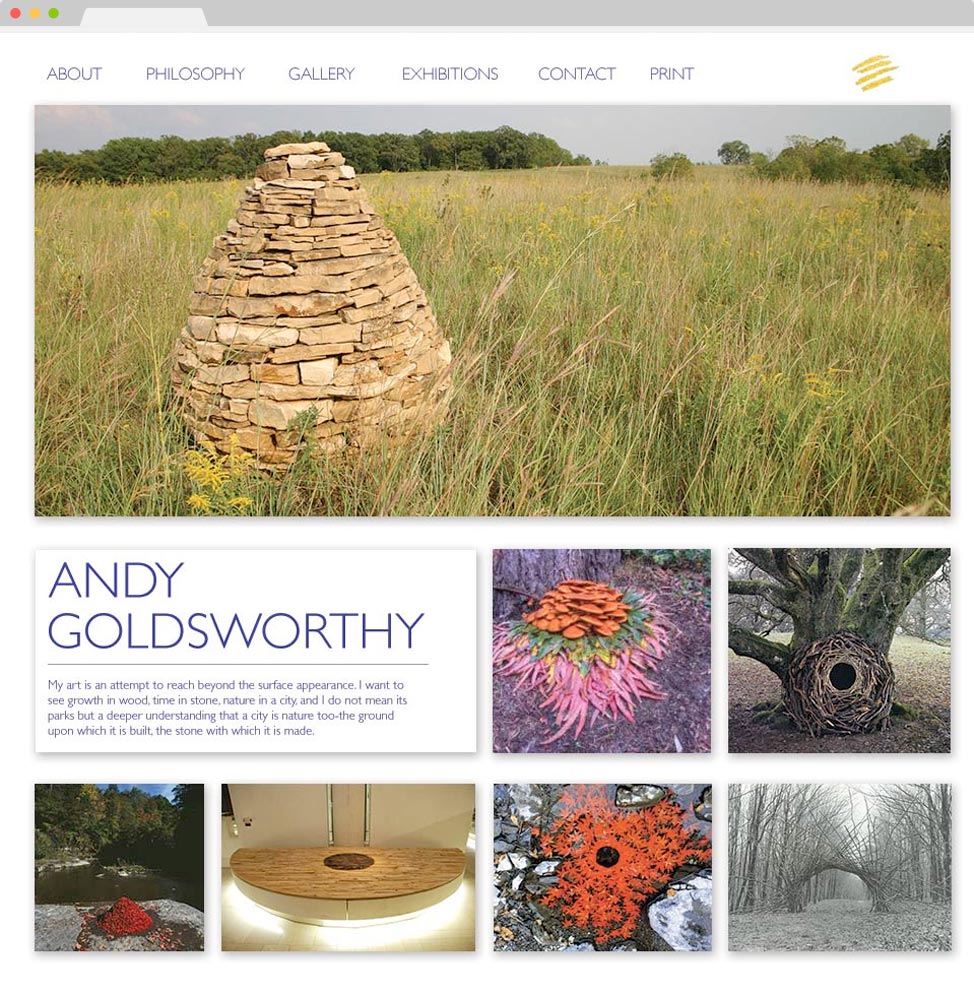 ABOUT PHILOSOPHY GALLERY EXHIBITIONS CONTACT PRINT
ANDY
GOLDSWORTHY
My art is an attempt to reach beyond the surface appearance. I want to
see growth in wood, time in stone, nature in a city, and I do not mean its
parks but a deeper understanding that a city is nature too-the ground
upon which it is built, the stone with which it is made.